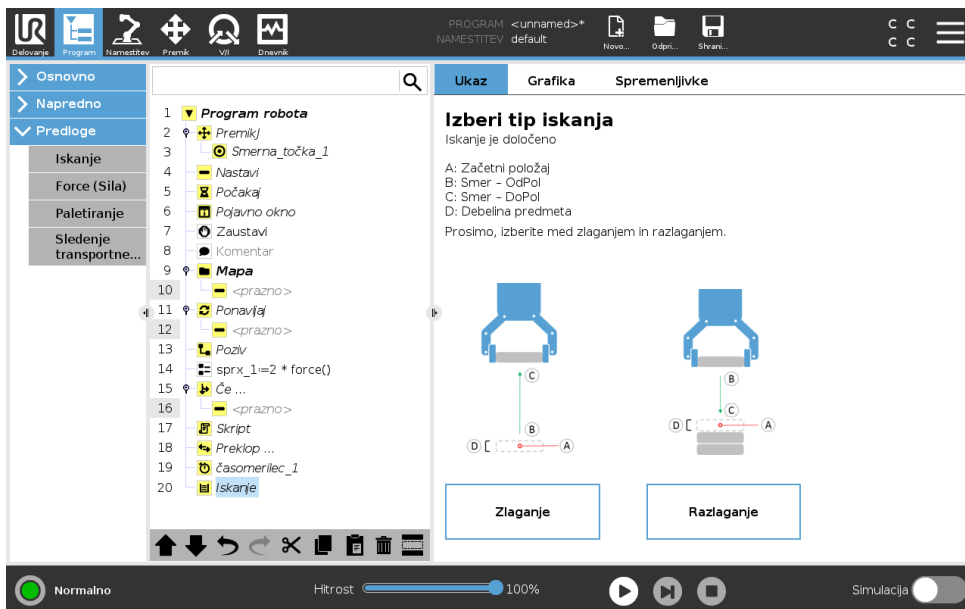 PROGRAM <unnamed>*
NAMESTITEV default
Delovanje Program Namestitev Premik V/I Dnevnik Novo... Odpri... Shrani...
C C
C C
Osnovno
Napredno
Predloge
Iskanje
Force (Sila)
Paletiranje
Sledenje
transportne...
1 Program robota
2 PremikJ
3 Smerna_točka_1
4 Nastavi
5 Počakaj
6 Pojavno okno
7 Zaustavi
8 Komentar
9 Mapa
10 <prazno>
11 Ponavljaj
12 <prazno>
13 Poziv
14 sprx_1:=2 * force()
15 Če ...
16 <prazno>
17 Skript
18 Preklop ...
19 časomerilec_1
20 Iskanje
Ukaz Grafika Spremenljivke
Izberi tip iskanja
Iskanje je določeno
A: Začetni položaj
B: Smer - OdPol
C: Smer - DoPol
D: Debelina predmeta
Prosimo, izberite med zlaganjem in razlaganjem.
C
B
D A
B
C
D A
Zlaganje Razlaganje
Normalno Hitrost 100% Simulacija